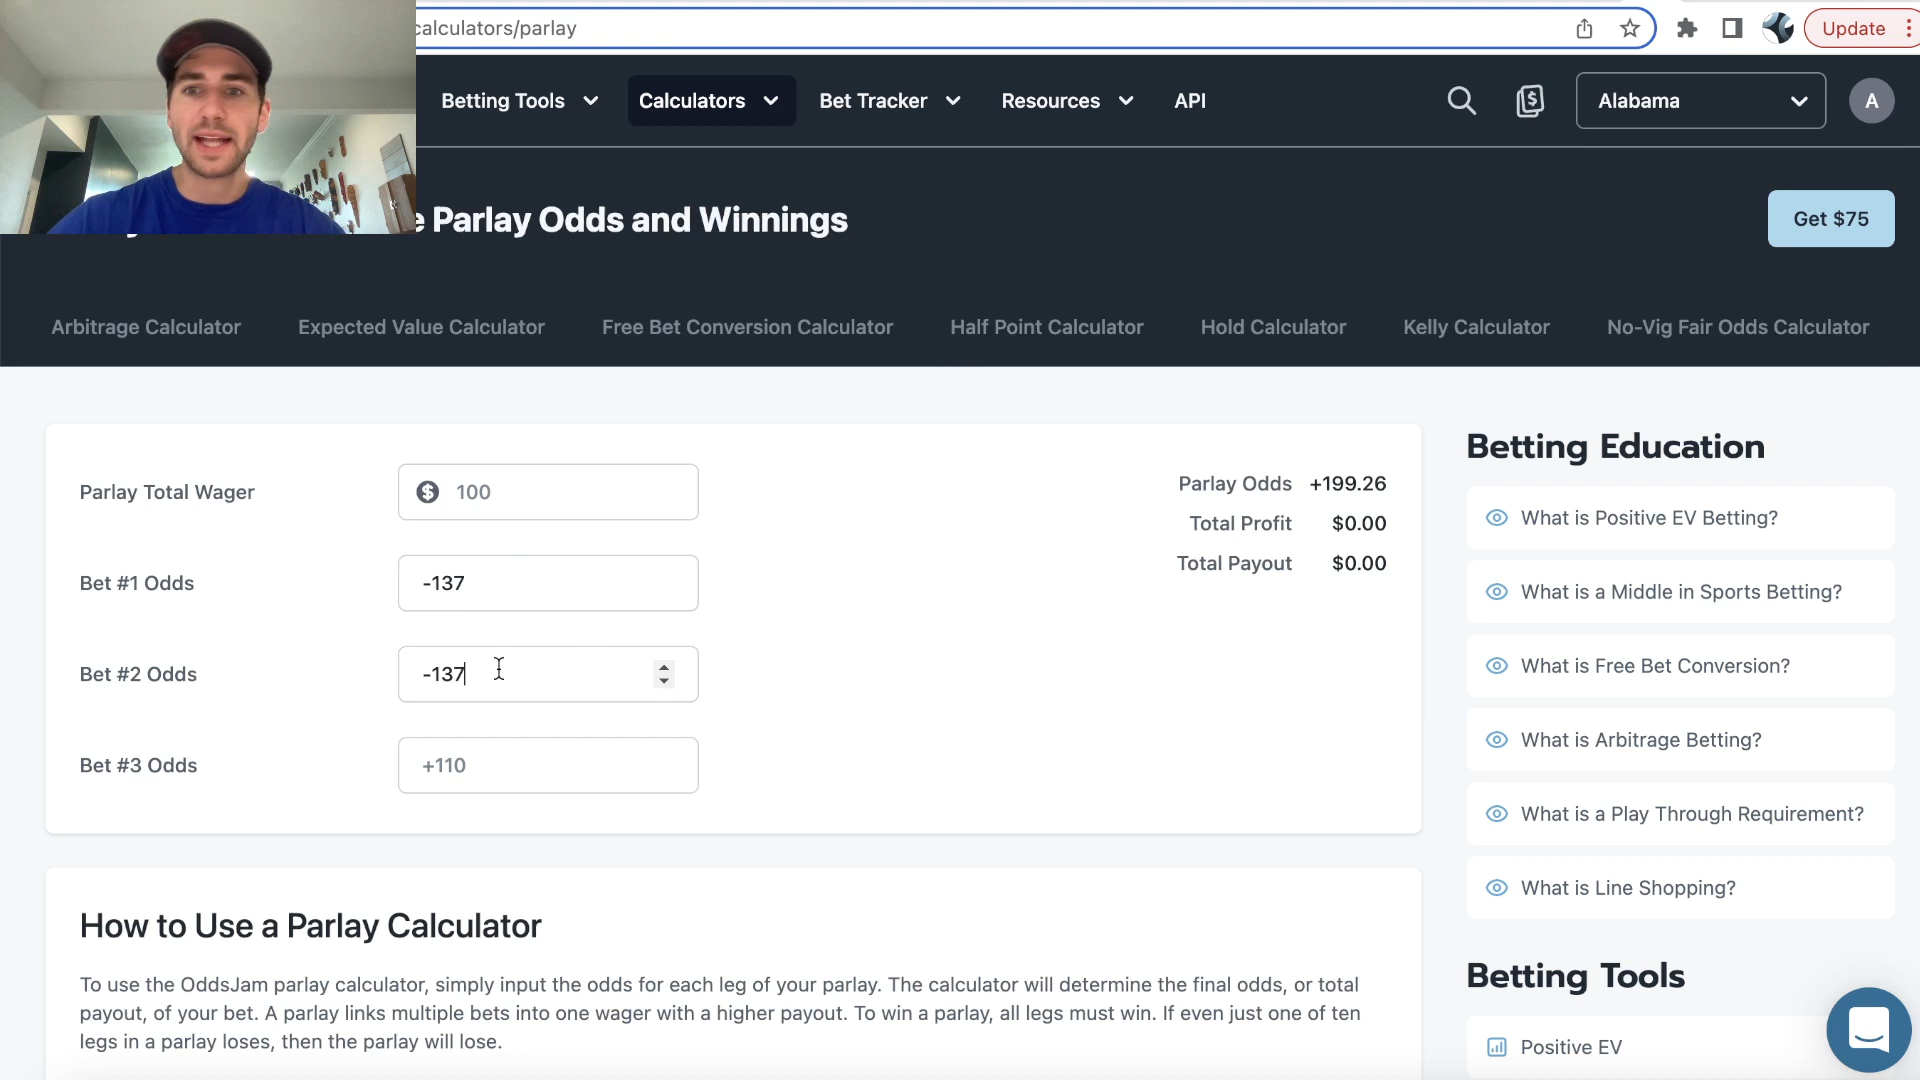 calculators/parlay
Update
Betting Tools
Calculators
Bet Tracker
Resources
API
Alabama
A
Parlay Odds and Winnings
Get $75
Arbitrage Calculator
Expected Value Calculator
Free Bet Conversion Calculator
Half Point Calculator
Hold Calculator
Kelly Calculator
No-Vig Fair Odds Calculator
Parlay Total Wager
$ 100
Bet #1 Odds
-137
Bet #2 Odds
-137
Bet #3 Odds
+110
Parlay Odds +199.26
Total Profit $0.00
Total Payout $0.00
How to Use a Parlay Calculator
To use the OddsJam parlay calculator, simply input the odds for each leg of your parlay. The calculator will determine the final odds, or total
payout, of your bet. A parlay links multiple bets into one wager with a higher payout. To win a parlay, all legs must win. If even just one of ten
legs in a parlay loses, then the parlay will lose.
Betting Education
What is Positive EV Betting?
What is a Middle in Sports Betting?
What is Free Bet Conversion?
What is Arbitrage Betting?
What is a Play Through Requirement?
What is Line Shopping?
Betting Tools
Positive EV